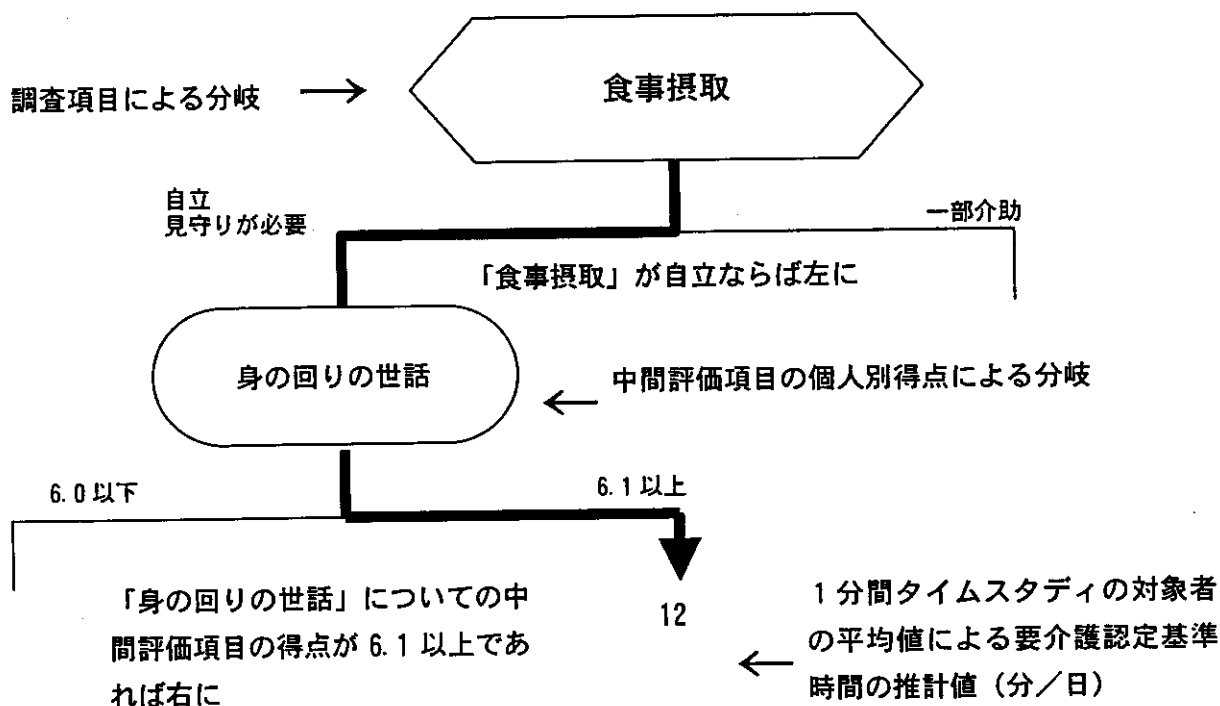 食事摂取
調査項目による分岐 →
自立
見守りが必要
一部介助
「食事摂取」が自立ならば左に
身の回りの世話
← 中間評価項目の個人別得点による分岐
6.0以下
6.1以上
「身の回りの世話」についての中
間評価項目の得点が 6.1 以上であ
れば右に
12
←
1分間タイムスタディの対象者
の平均値による要介護認定基準
時間の推計値（分／日）